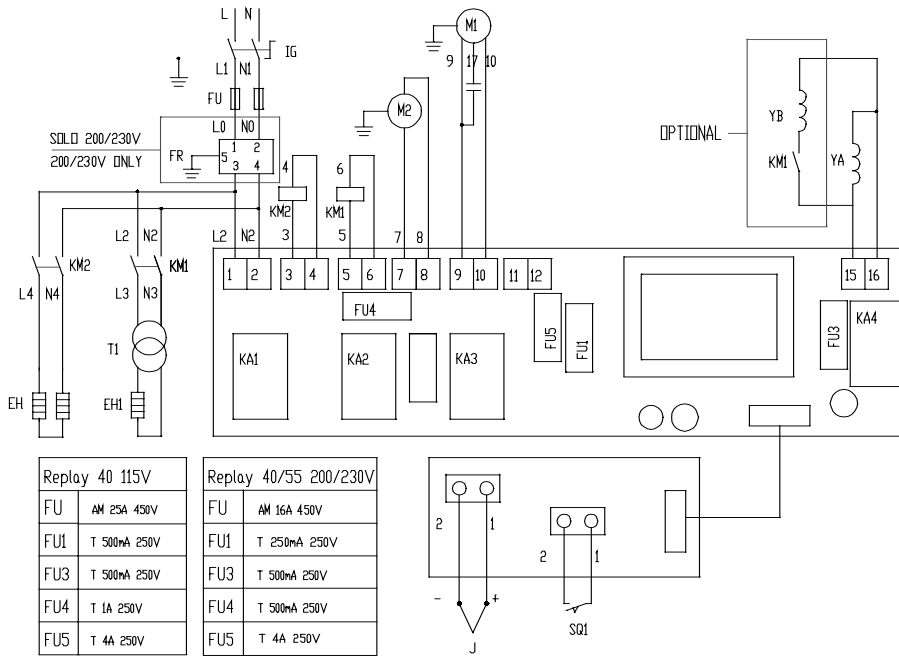 L N
M1
IG
9 17 10
L1 N1
FU
M2
YB
SOLO 200/230V
200/230V ONLY
L0 N0
1 2
FR 5
3 4
OPTIONAL
KM1 YA
4 6
KM2 KM1
L2 N2 L2 N2 3 5 7 8
KM2 KM1
1 2 3 4 5 6 7 8 9 10 11 12 15 16
L4 N4 L3 N3
FU4
FU5 FU1 FU3 KA4
T1
KA1 KA2 KA3
EH EH1
Replay 40 115V
FU AM 25A 450V
FU1 T 500mA 250V
FU3 T 500mA 250V
FU4 T 1A 250V
FU5 T 4A 250V
Replay 40/55 200/230V
FU AM 16A 450V
FU1 T 250mA 250V
FU3 T 500mA 250V
FU4 T 500mA 250V
FU5 T 4A 250V
2 1
2 1
- +
J
SQ1